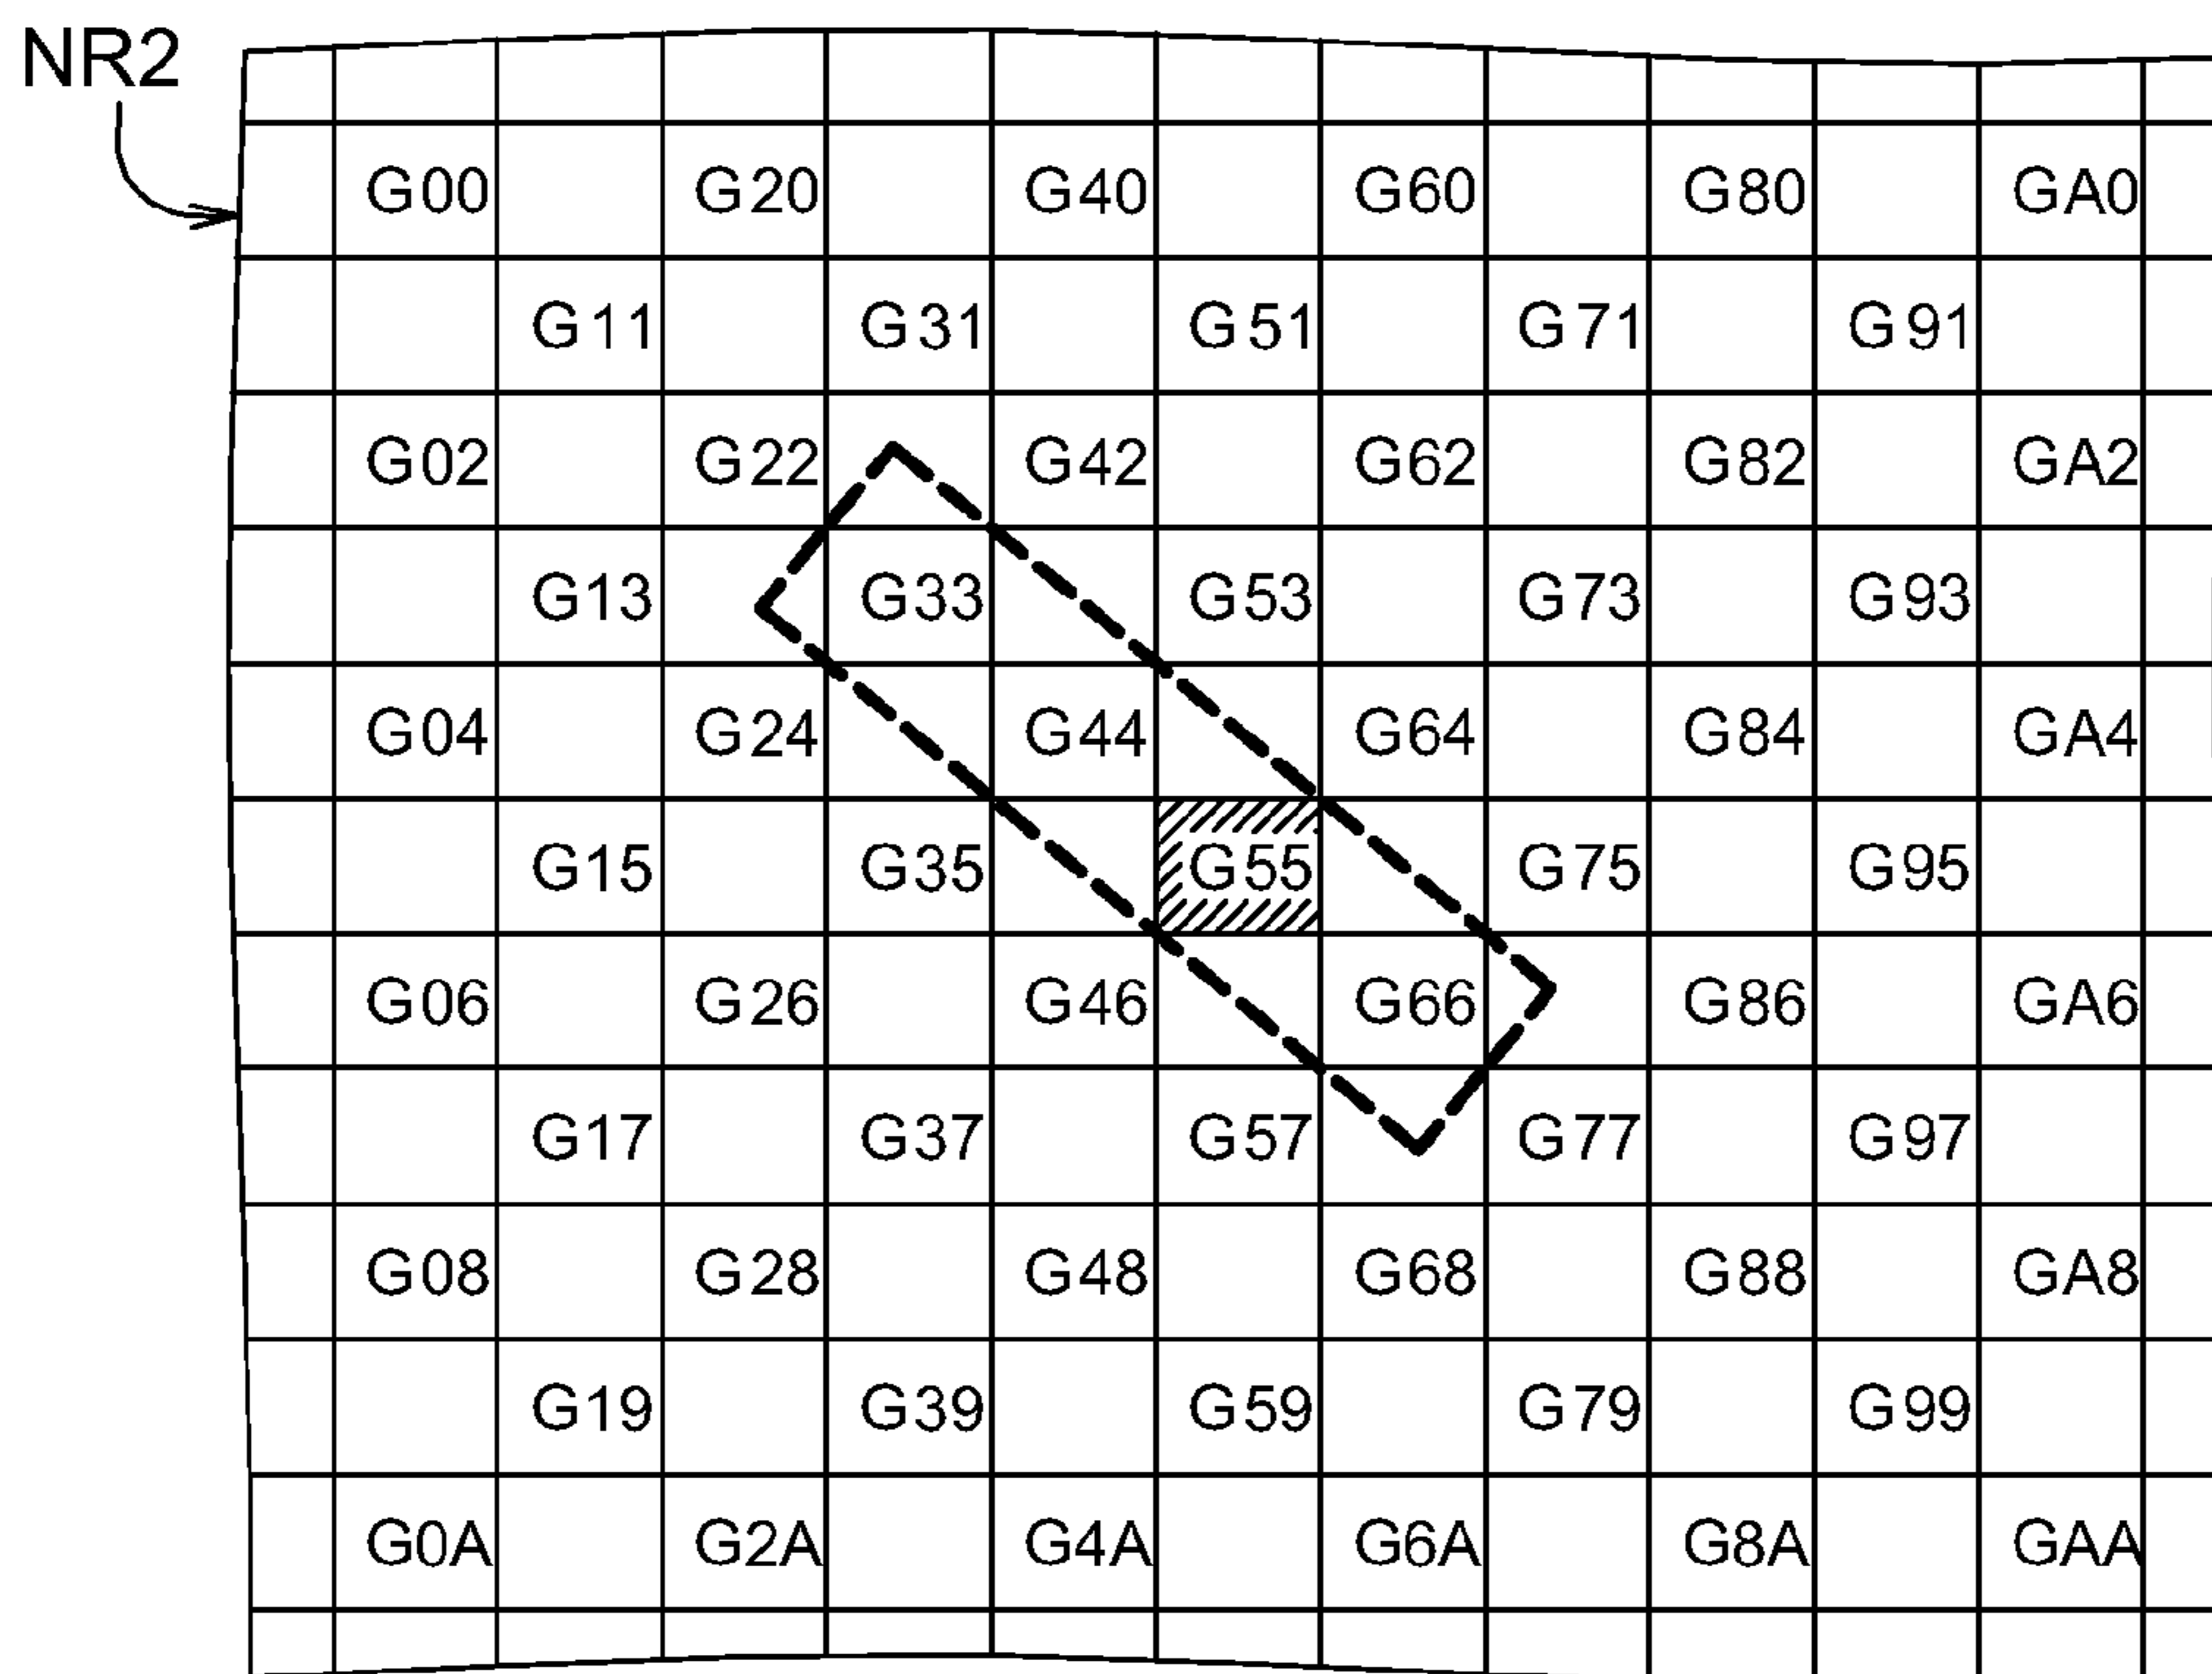 NR2
G00 G20 G40 G60 G80 GA0
G11 G31 G51 G71 G91
G02 G22 G42 G62 G82 GA2
G13 G33 G53 G73 G93
G04 G24 G44 G64 G84 GA4
G15 G35 G55 G75 G95
G06 G26 G46 G66 G86 GA6
G17 G37 G57 G77 G97
G08 G28 G48 G68 G88 GA8
G19 G39 G59 G79 G99
G0A G2A G4A G6A G8A GAA